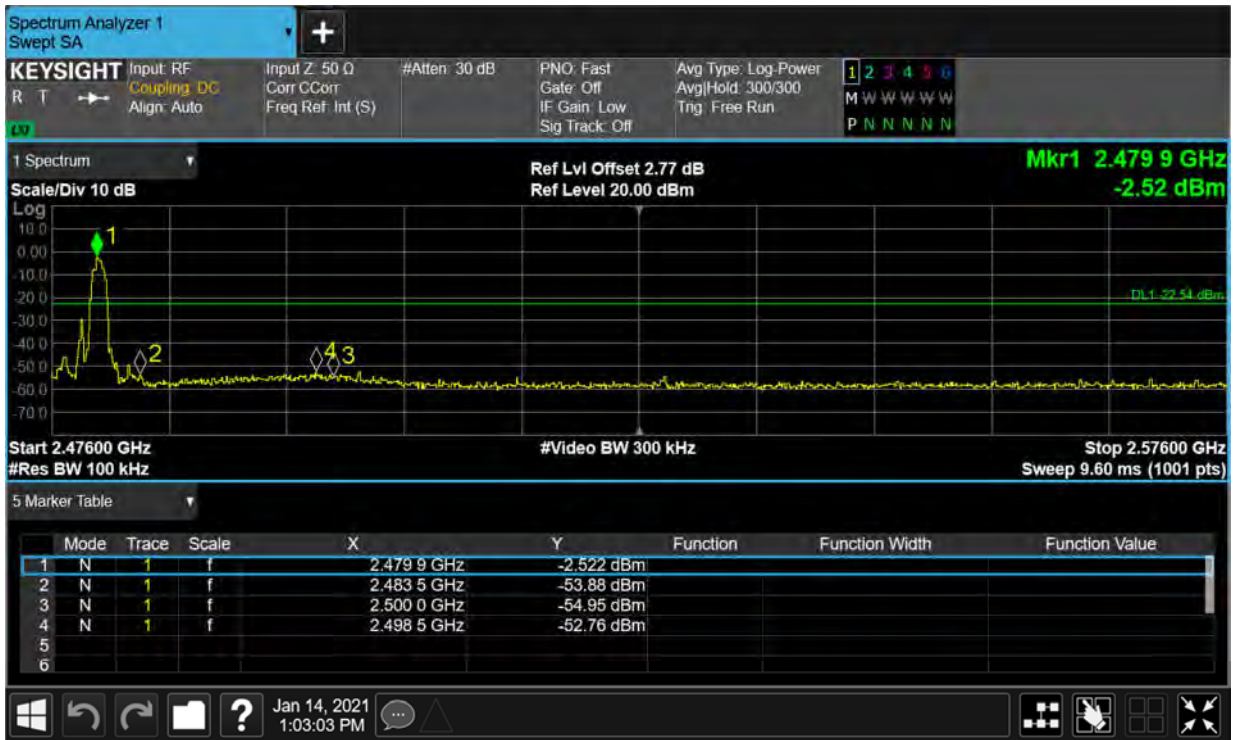 Spectrum Analyzer 1
Swept SA
+
KEYSIGHT Input: RF Input Z: 50 Ω #Atten: 30 dB PNO: Fast Avg Type: Log-Power 1 2 3 4 5 6
R T Coupling: DC Corr CCorr Gate: Off Avg|Hold: 300/300 M W W W W W
Align: Auto Freq Ref: Int (S) IF Gain: Low Trig: Free Run
LXI Sig Track: Off P N N N N N
1 Spectrum Ref Lvl Offset 2.77 dB Mkr1 2.479 9 GHz
Scale/Div 10 dB Ref Level 20.00 dBm -2.52 dBm
Log
10.0
0.00
-10.0
-20.0
-30.0
-40.0
-50.0
-60.0
-70.0
1
DL1 -22.54 dBm
2
4 3
Start 2.47600 GHz #Video BW 300 kHz Stop 2.57600 GHz
#Res BW 100 kHz Sweep 9.60 ms (1001 pts)
5 Marker Table
Mode Trace Scale X Y Function Function Width Function Value
1 N 1 f 2.479 9 GHz -2.522 dBm
2 N 1 f 2.483 5 GHz -53.88 dBm
3 N 1 f 2.500 0 GHz -54.95 dBm
4 N 1 f 2.498 5 GHz -52.76 dBm
5
6
? Jan 14, 2021
1:03:03 PM